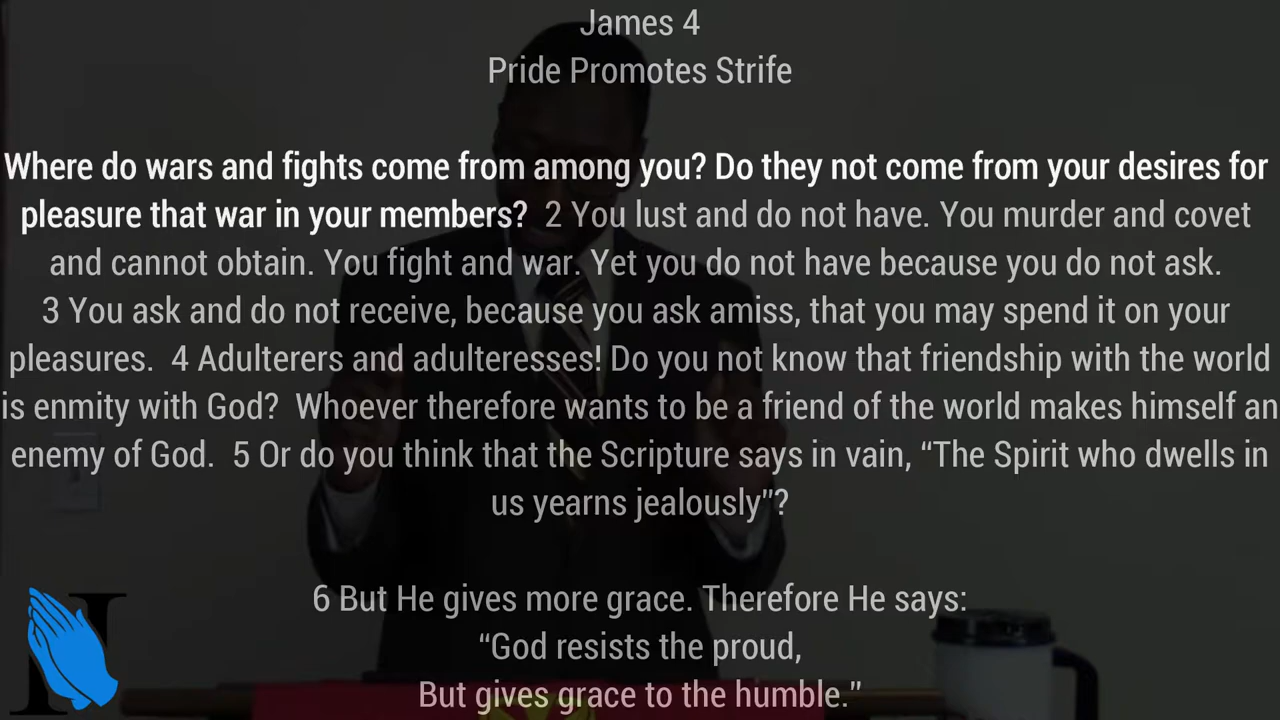 James 4
Pride Promotes Strife
Where do wars and fights come from among you? Do they not come from your desires for
pleasure that war in your members?  2 You lust and do not have. You murder and covet
and cannot obtain. You fight and war. Yet you do not have because you do not ask.
3 You ask and do not receive, because you ask amiss, that you may spend it on your
pleasures.  4 Adulterers and adulteresses! Do you not know that friendship with the world
is enmity with God?  Whoever therefore wants to be a friend of the world makes himself an
enemy of God.  5 Or do you think that the Scripture says in vain, “The Spirit who dwells in
us yearns jealously”?
6 But He gives more grace. Therefore He says:
“God resists the proud,
But gives grace to the humble.”